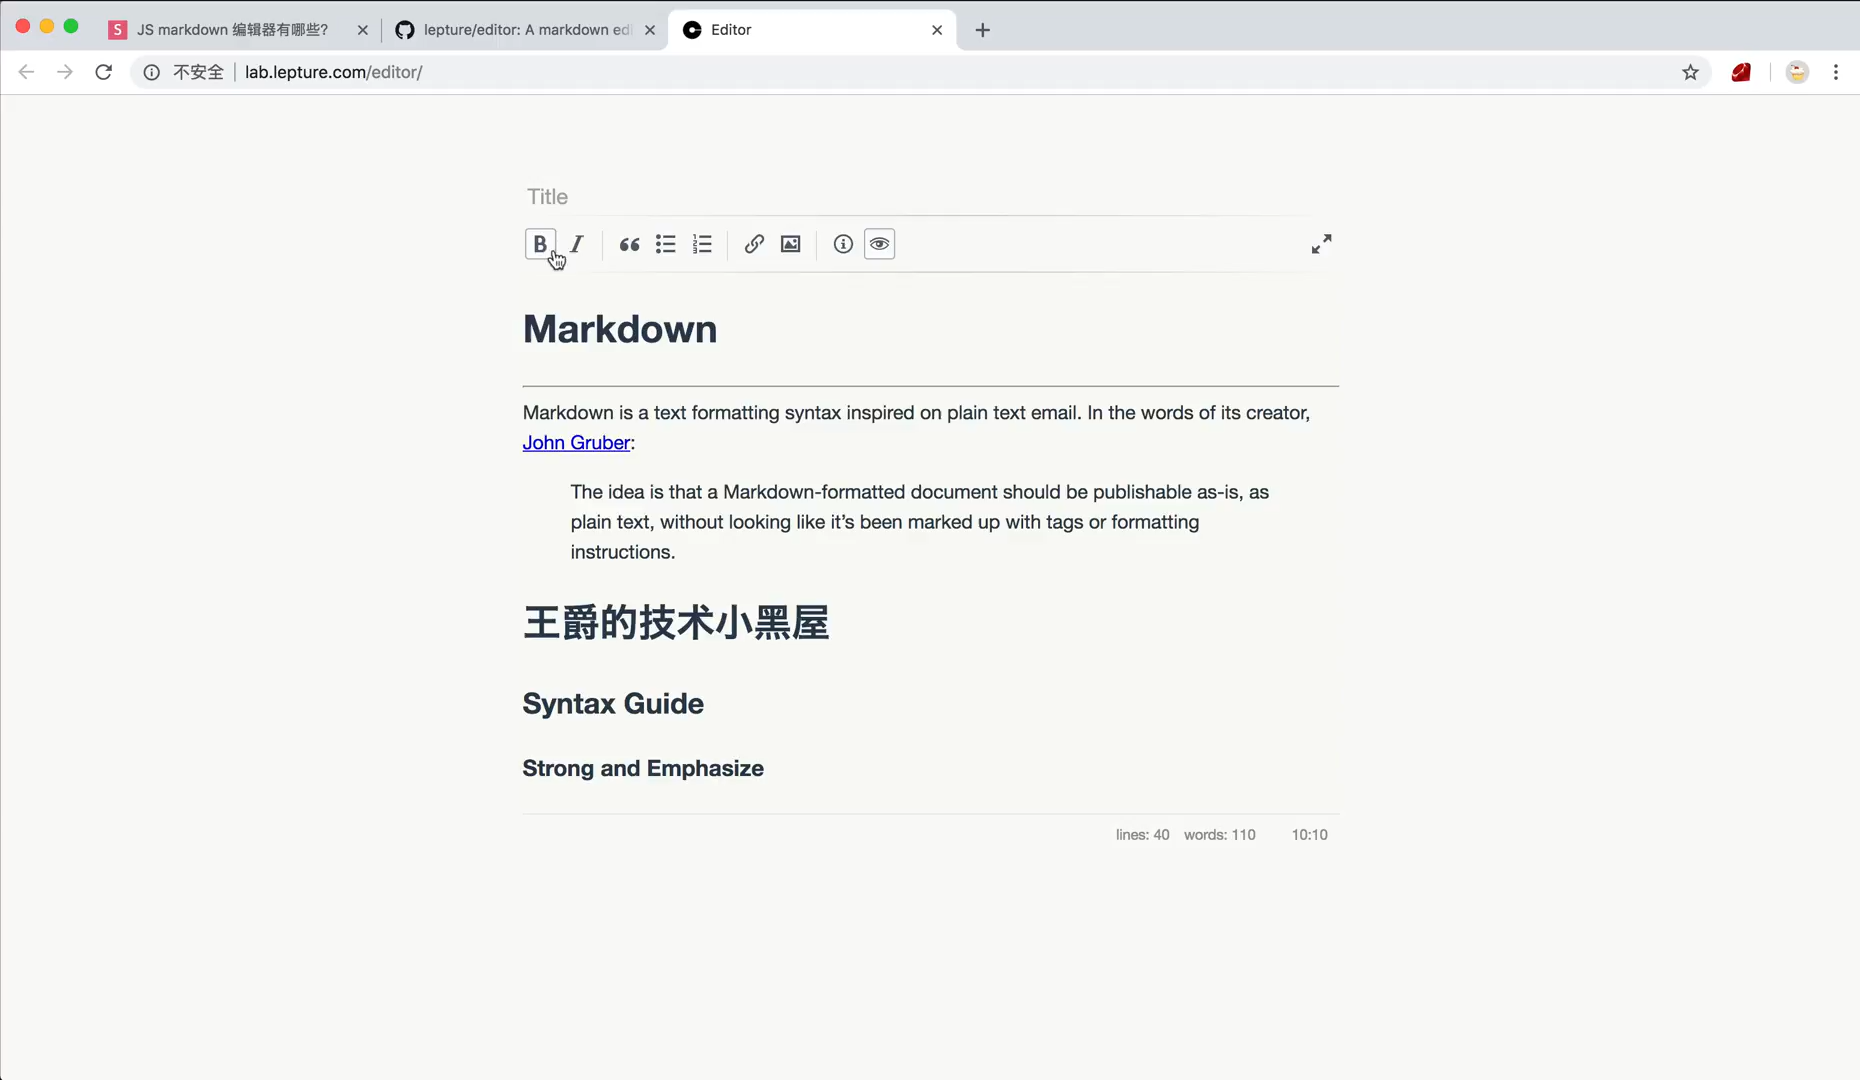 JS markdown 编辑器有哪些?
lepture/editor: A markdown edi
Editor
不安全
lab.lepture.com/editor/
Title
B I
Markdown
Markdown is a text formatting syntax inspired on plain text email. In the words of its creator,
John Gruber:
The idea is that a Markdown-formatted document should be publishable as-is, as
plain text, without looking like it’s been marked up with tags or formatting
instructions.
王爵的技术小黑屋
Syntax Guide
Strong and Emphasize
lines: 40 words: 110 10:10